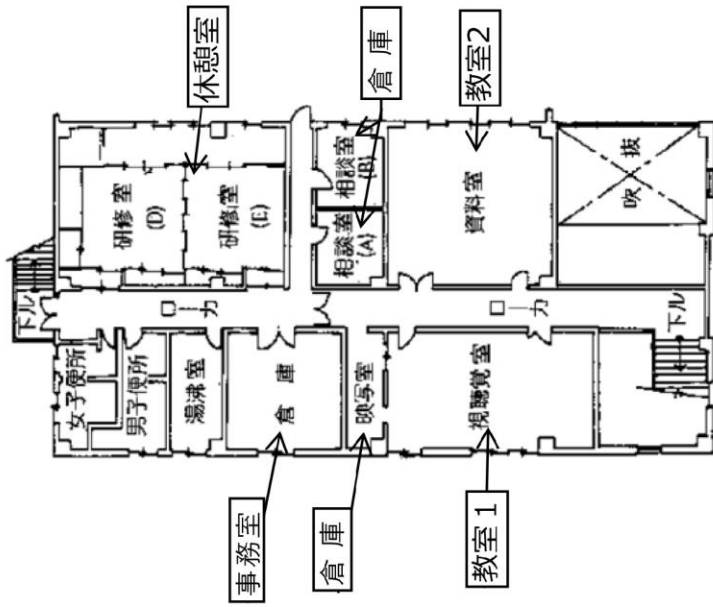 休憩室
倉 庫
教室2
研修室
(D)
研修室
(E)
相談室
(A)
相談室
(B)
資料室
吹 抜
下ル
ロ一カ
ロ一カ
下ル
女子便所
男子便所
湯沸室
倉 庫
映写室
視聴覚室
事務室
倉 庫
教室1